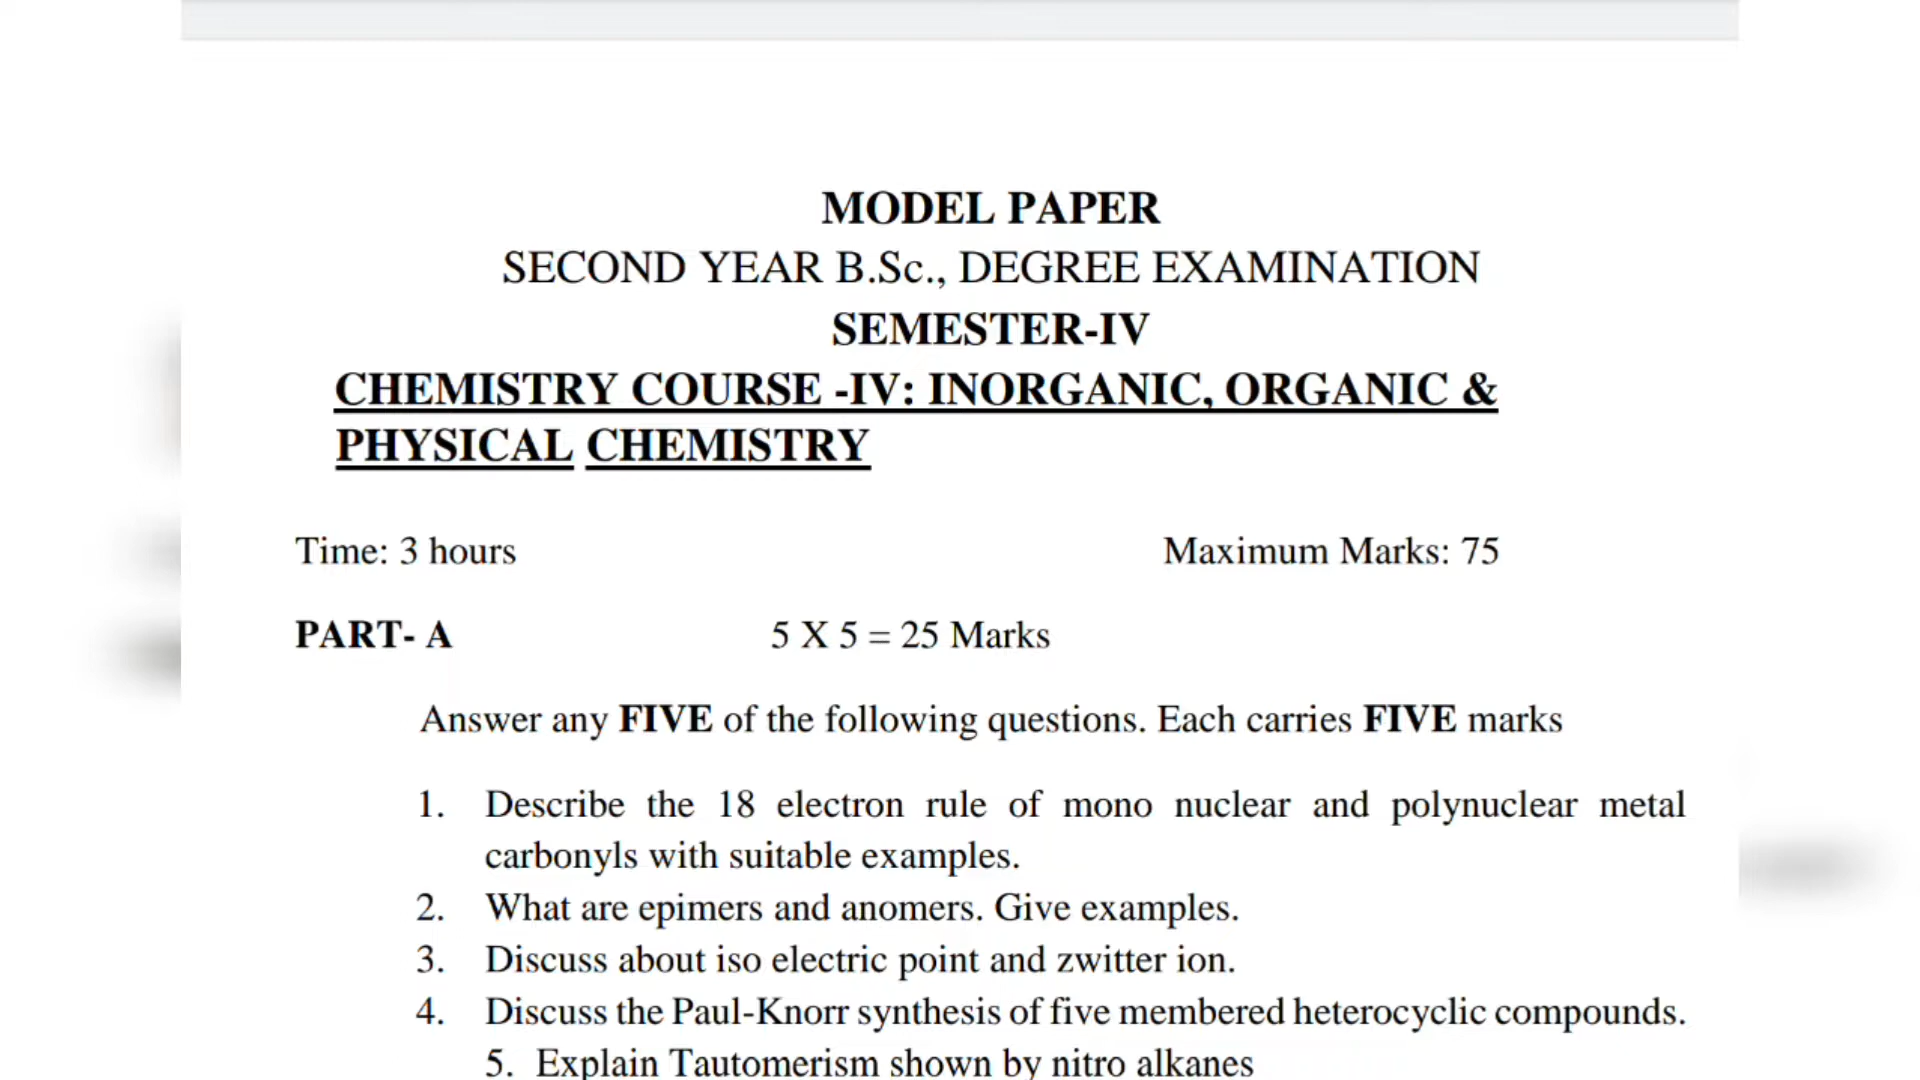 MODEL PAPER
SECOND YEAR B.Sc., DEGREE EXAMINATION
SEMESTER-IV
CHEMISTRY COURSE -IV: INORGANIC, ORGANIC &
PHYSICAL CHEMISTRY
Time: 3 hours Maximum Marks: 75
PART- A 5 X 5 = 25 Marks
Answer any FIVE of the following questions. Each carries FIVE marks
1. Describe the 18 electron rule of mono nuclear and polynuclear metal
carbonyls with suitable examples.
2. What are epimers and anomers. Give examples.
3. Discuss about iso electric point and zwitter ion.
4. Discuss the Paul-Knorr synthesis of five membered heterocyclic compounds.
5. Explain Tautomerism shown by nitro alkanes